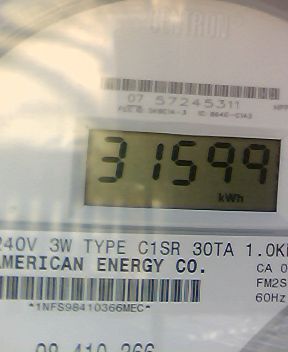 CENTRON
07 57245311
31599
kWh
240V 3W TYPE C1SR 30TA 1.0K
AMERICAN ENERGY CO.
CA 0
FM2S
60Hz
*1NFS98410366MEC*
98 410 366